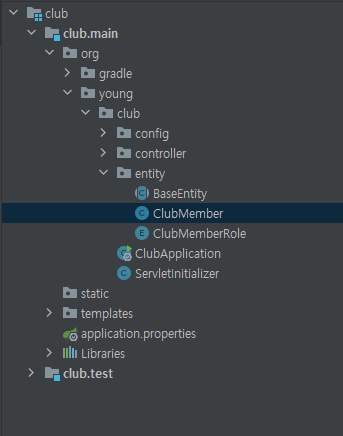 club
club.main
org
gradle
young
club
config
controller
entity
BaseEntity
ClubMember
ClubMemberRole
ClubApplication
ServletInitializer
static
templates
application.properties
Libraries
club.test